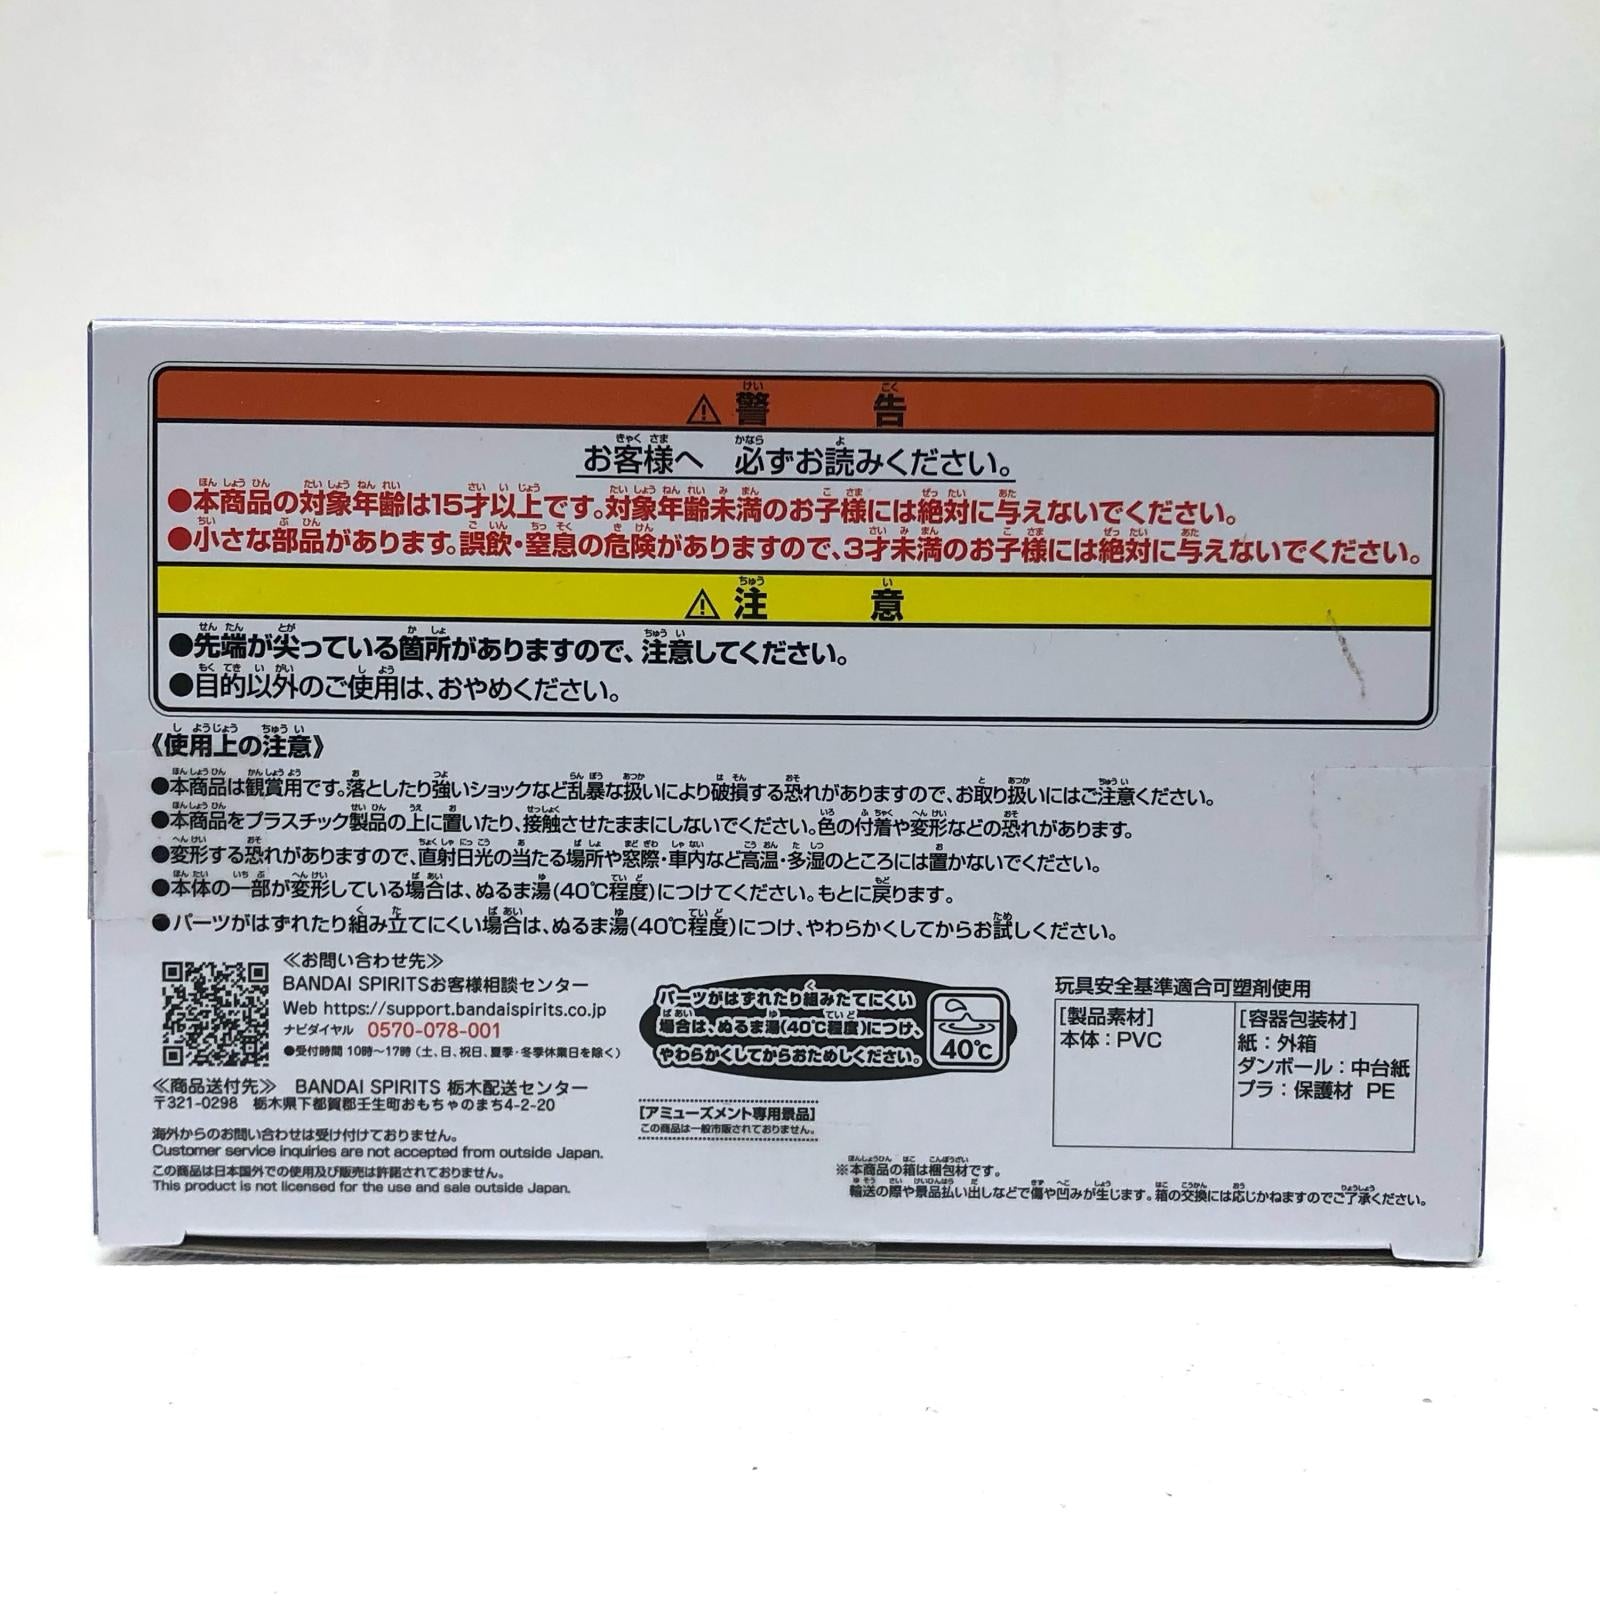 ⚠警告
お客様へ 必ずお読みください。
●本商品の対象年齢は15才以上です。対象年齢未満のお子様には絶対に与えないでください。
●小さな部品があります。誤飲・窒息の危険がありますので、3才未満のお子様には絶対に与えないでください。
⚠注意
●先端が尖っている箇所がありますので、注意してください。
●目的以外のご使用は、おやめください。
《使用上の注意》
●本商品は観賞用です。落としたり強いショックなど乱暴な扱いにより破損する恐れがありますので、お取り扱いにはご注意ください。
●本商品をプラスチック製品の上に置いたり、接触させたままにしないでください。色の付着や変形などの恐れがあります。
●変形する恐れがありますので、直射日光の当たる場所や窓際・車内など高温・多湿のところには置かないでください。
●本体の一部が変形している場合は、ぬるま湯(40℃程度)につけてください。もとに戻ります。
●パーツがはずれたり組み立てにくい場合は、ぬるま湯(40℃程度)につけ、やわらかくしてからお試しください。
≪お問い合わせ先≫
BANDAI SPIRITSお客様相談センター
Web https://support.bandaispirits.co.jp
ナビダイヤル 0570-078-001
●受付時間 10時～17時 (土、日、祝日、夏季・冬季休業日を除く)
≪商品送付先≫ BANDAI SPIRITS 栃木配送センター
〒321-0298 栃木県下都賀郡壬生町おもちゃのまち4-2-20
海外からのお問い合わせは受け付けておりません。
Customer service inquiries are not accepted from outside Japan.
この商品は日本国外での使用及び販売は許諾されておりません。
This product is not licensed for the use and sale outside Japan.
パーツがはずれたり組みたてにくい
場合は、ぬるま湯(40℃程度)につけ、
やわらかくしてからおためしください。
40℃
[アミューズメント専用景品]
この商品は一般市販されておりません。
玩具安全基準適合可塑剤使用
[製品素材]
本体：PVC
[容器包装材]
紙：外箱
ダンボール：中台紙
プラ：保護材 PE
※本商品の箱は梱包材です。
輸送の際や景品払い出しなどで傷や凹みが生じます。箱の交換には応じかねますのでご了承ください。